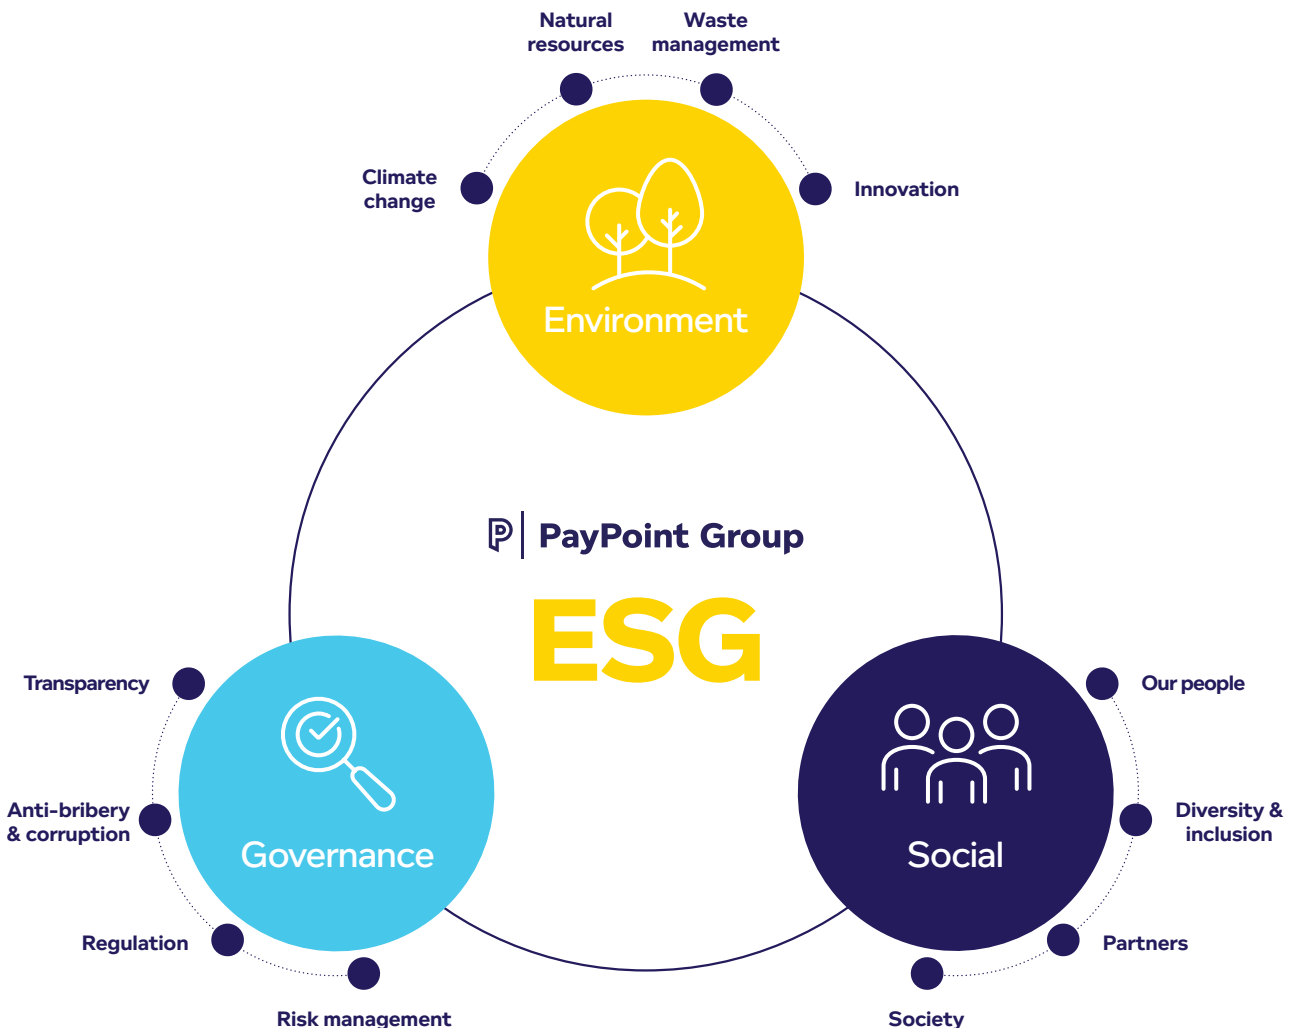 Natural
resources
Waste
management
Climate
change
Innovation
Environment
PayPoint Group
ESG
Transparency
Anti-bribery
& corruption
Regulation
Risk management
Governance
Our people
Diversity &
inclusion
Partners
Society
Social